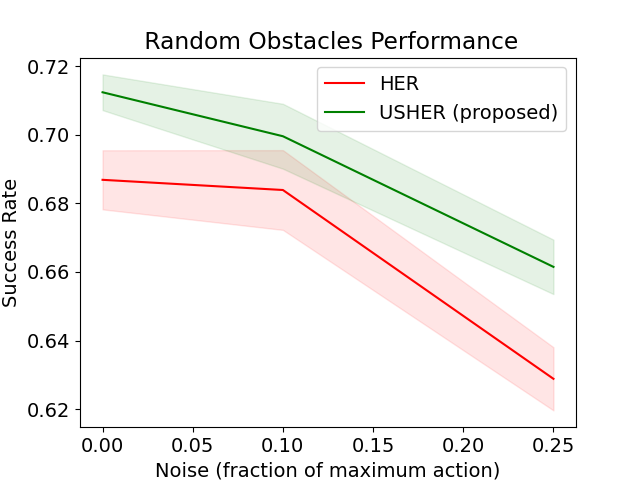 Random Obstacles Performance
HER
USHER (proposed)
Success Rate
0.72
0.70
0.68
0.66
0.64
0.62
0.00 0.05 0.10 0.15 0.20 0.25
Noise (fraction of maximum action)